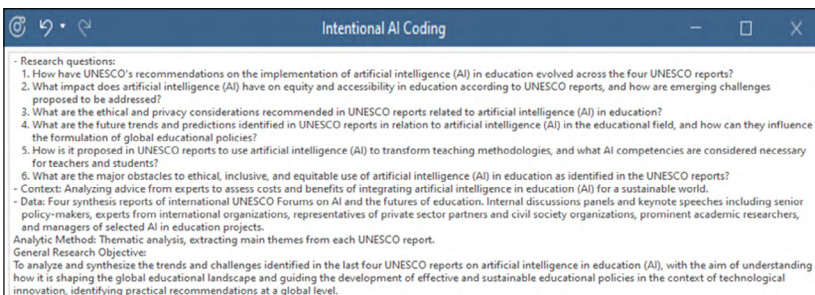 Intentional AI Coding
- Research questions:
1. How have UNESCO's recommendations on the implementation of artificial intelligence (AI) in education evolved across the four UNESCO reports?
2. What impact does artificial intelligence (AI) have on equity and accessibility in education according to UNESCO reports, and how are emerging challenges
proposed to be addressed?
3. What are the ethical and privacy considerations recommended in UNESCO reports related to artificial intelligence (AI) in education?
4. What are the future trends and predictions identified in UNESCO reports in relation to artificial intelligence (AI) in the educational field, and how can they influence
the formulation of global educational policies?
5. How is it proposed in UNESCO reports to use artificial intelligence (AI) to transform teaching methodologies, and what AI competencies are considered necessary
for teachers and students?
6. What are the major obstacles to ethical, inclusive, and equitable use of artificial intelligence (AI) in education as identified in the UNESCO reports?
- Context: Analyzing advice from experts to assess costs and benefits of integrating artificial intelligence in education (AI) for a sustainable world.
- Data: Four synthesis reports of international UNESCO Forums on AI and the futures of education. Internal discussions panels and keynote speeches including senior
policy-makers, experts from international organizations, representatives of private sector partners and civil society organizations, prominent academic researchers,
and managers of selected AI in education projects.
Analytic Method: Thematic analysis, extracting main themes from each UNESCO report.
General Research Objective:
To analyze and synthesize the trends and challenges identified in the last four UNESCO reports on artificial intelligence in education (AI), with the aim of understanding
how it is shaping the global educational landscape and guiding the development of effective and sustainable educational policies in the context of technological
innovation, identifying practical recommendations at a global level.